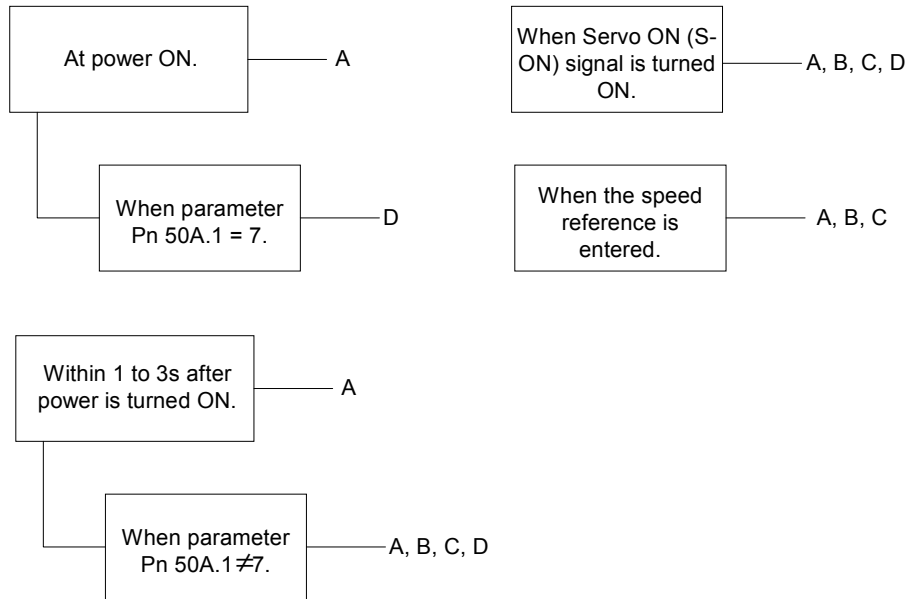 At power ON.
A
When Servo ON (S-
ON) signal is turned
ON.
A, B, C, D
When parameter
Pn 50A.1 = 7.
D
When the speed
reference is
entered.
A, B, C
Within 1 to 3s after
power is turned ON.
A
When parameter
Pn 50A.1≠7.
A, B, C, D